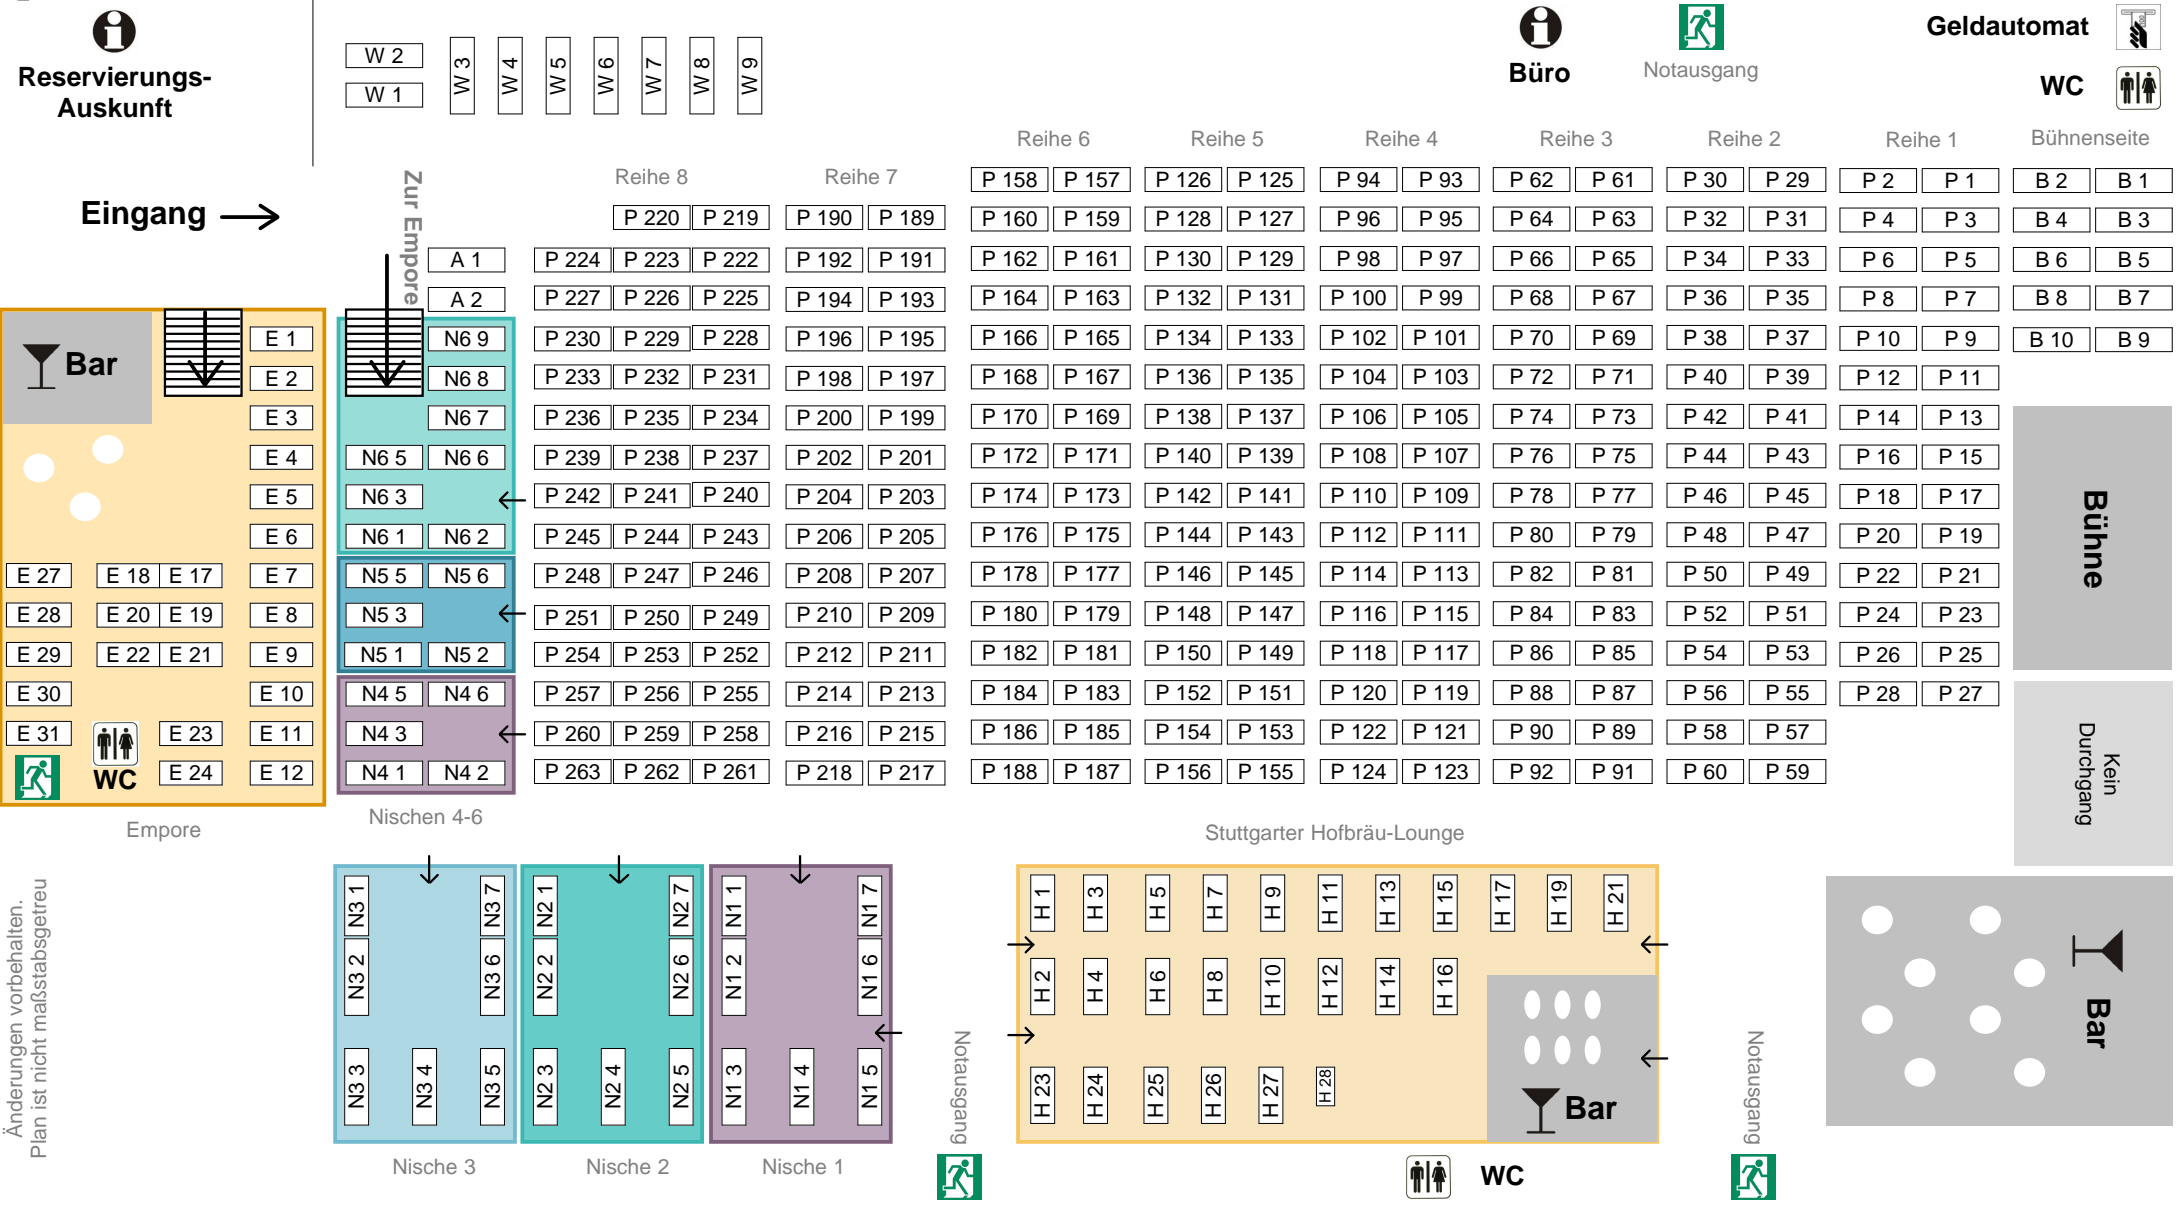 Reservierungs-
Auskunft
W 2
W 1
W 3
W 4
W 5
W 6
W 7
W 8
W 9
Büro
Notausgang
Geldautomat
WC
Eingang
Zur Empore
Reihe 8
Reihe 7
Reihe 6
Reihe 5
Reihe 4
Reihe 3
Reihe 2
Reihe 1
Bühnenseite
P 158 P 157 P 126 P 125 P 94 P 93 P 62 P 61 P 30 P 29 P 2 P 1 B 2 B 1
P 220 P 219 P 190 P 189 P 160 P 159 P 128 P 127 P 96 P 95 P 64 P 63 P 32 P 31 P 4 P 3 B 4 B 3
A 1 P 224 P 223 P 222 P 192 P 191 P 162 P 161 P 130 P 129 P 98 P 97 P 66 P 65 P 34 P 33 P 6 P 5 B 6 B 5
A 2 P 227 P 226 P 225 P 194 P 193 P 164 P 163 P 132 P 131 P 100 P 99 P 68 P 67 P 36 P 35 P 8 P 7 B 8 B 7
Bar
E 1 N6 9 P 230 P 229 P 228 P 196 P 195 P 166 P 165 P 134 P 133 P 102 P 101 P 70 P 69 P 38 P 37 P 10 P 9 B 10 B 9
E 2 N6 8 P 233 P 232 P 231 P 198 P 197 P 168 P 167 P 136 P 135 P 104 P 103 P 72 P 71 P 40 P 39 P 12 P 11
E 3 N6 7 P 236 P 235 P 234 P 200 P 199 P 170 P 169 P 138 P 137 P 106 P 105 P 74 P 73 P 42 P 41 P 14 P 13
E 4 N6 5 N6 6 P 239 P 238 P 237 P 202 P 201 P 172 P 171 P 140 P 139 P 108 P 107 P 76 P 75 P 44 P 43 P 16 P 15
E 5 N6 3 P 242 P 241 P 240 P 204 P 203 P 174 P 173 P 142 P 141 P 110 P 109 P 78 P 77 P 46 P 45 P 18 P 17
E 6 N6 1 N6 2 P 245 P 244 P 243 P 206 P 205 P 176 P 175 P 144 P 143 P 112 P 111 P 80 P 79 P 48 P 47 P 20 P 19
E 27 E 18 E 17 E 7 N5 5 N5 6 P 248 P 247 P 246 P 208 P 207 P 178 P 177 P 146 P 145 P 114 P 113 P 82 P 81 P 50 P 49 P 22 P 21
E 28 E 20 E 19 E 8 N5 3 P 251 P 250 P 249 P 210 P 209 P 180 P 179 P 148 P 147 P 116 P 115 P 84 P 83 P 52 P 51 P 24 P 23
E 29 E 22 E 21 E 9 N5 1 N5 2 P 254 P 253 P 252 P 212 P 211 P 182 P 181 P 150 P 149 P 118 P 117 P 86 P 85 P 54 P 53 P 26 P 25
E 30 E 10 N4 5 N4 6 P 257 P 256 P 255 P 214 P 213 P 184 P 183 P 152 P 151 P 120 P 119 P 88 P 87 P 56 P 55 P 28 P 27
E 31 E 23 E 11 N4 3 P 260 P 259 P 258 P 216 P 215 P 186 P 185 P 154 P 153 P 122 P 121 P 90 P 89 P 58 P 57
WC E 24 E 12 N4 1 N4 2 P 263 P 262 P 261 P 218 P 217 P 188 P 187 P 156 P 155 P 124 P 123 P 92 P 91 P 60 P 59
Bühne
Kein
Durchgang
Empore
Nischen 4-6
Stuttgarter Hofbräu-Lounge
Änderungen vorbehalten.
Plan ist nicht maßstabsgetreu
N3 1 N3 7 N2 1 N2 7 N1 1 N1 7
N3 2 N3 6 N2 2 N2 6 N1 2 N1 6
N3 3 N3 4 N3 5 N2 3 N2 4 N2 5 N1 3 N1 4 N1 5
Nische 3
Nische 2
Nische 1
Notausgang
H 1 H 3 H 5 H 7 H 9 H 11 H 13 H 15 H 17 H 19 H 21
H 2 H 4 H 6 H 8 H 10 H 12 H 14 H 16
H 23 H 24 H 25 H 26 H 27 H 28
Bar
WC
Notausgang
Bar